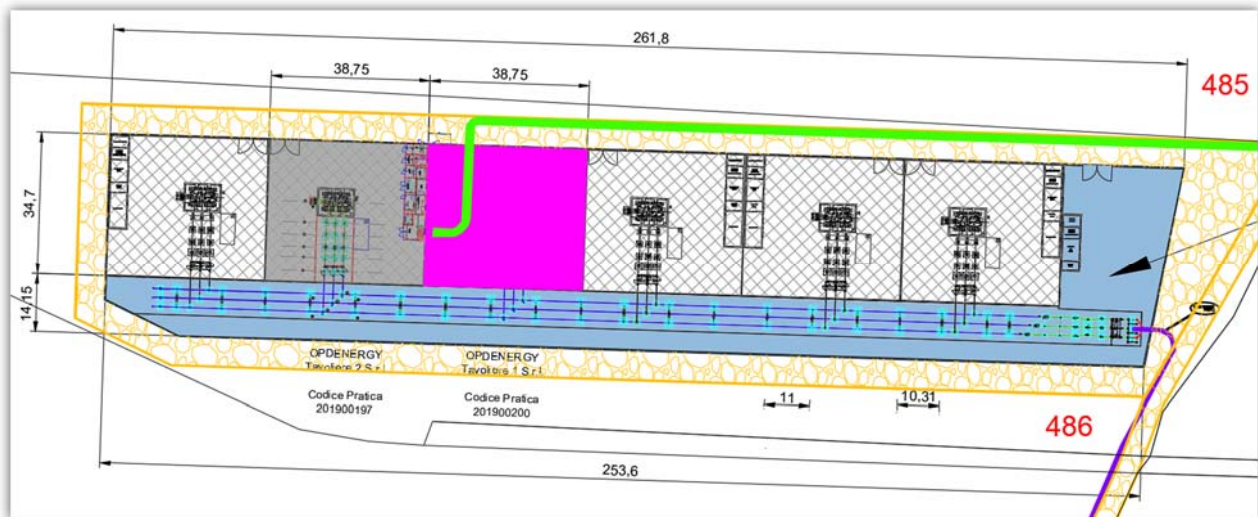 261,8
485
38,75
38,75
34,7
14,15
OPDENERGY
Tavoliere 2 S.r.l
OPDENERGY
Tavoliere 1 S.r.l
Codice Pratica
201900197
Codice Pratica
201900200
11
10,31
486
253,6